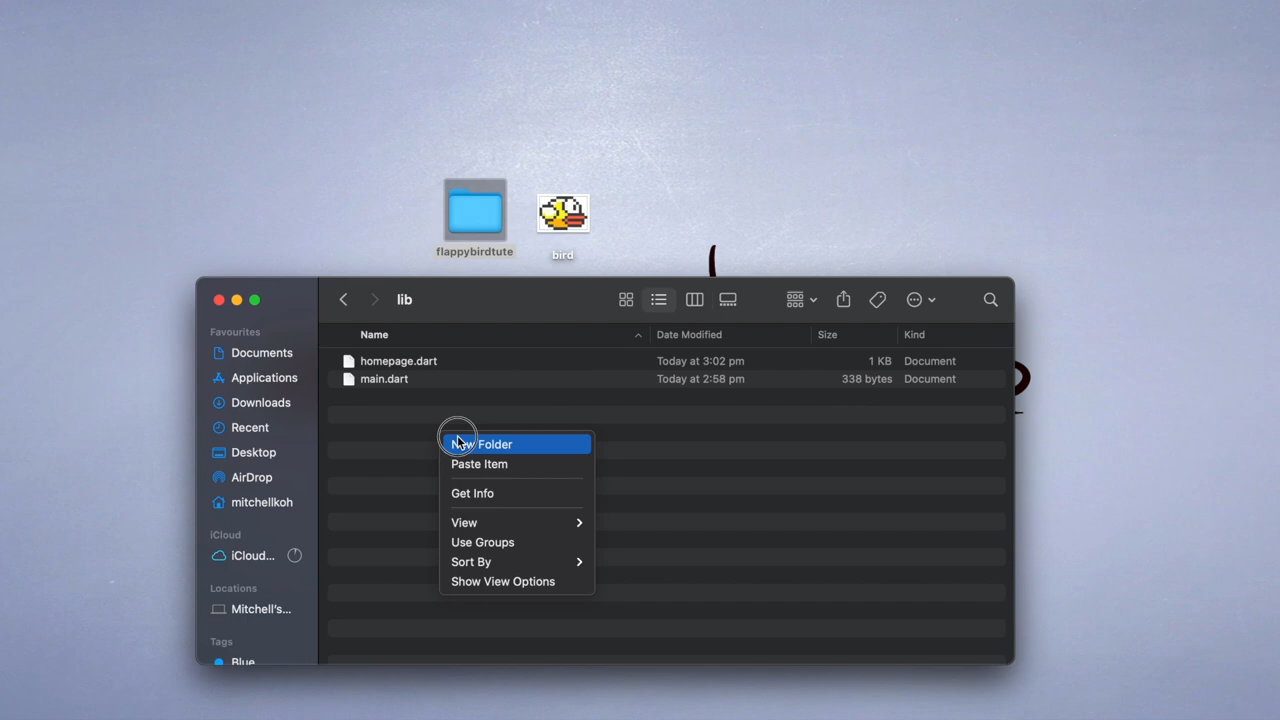 flappybirdtute
bird
lib
Favourites
Documents
Applications
Downloads
Recent
Desktop
AirDrop
mitchellkoh
iCloud
iCloud...
Locations
Mitchell's...
Tags
Blue
Name Date Modified Size Kind
homepage.dart Today at 3:02 pm 1 KB Document
main.dart Today at 2:58 pm 338 bytes Document
New Folder
Paste Item
Get Info
View
Use Groups
Sort By
Show View Options